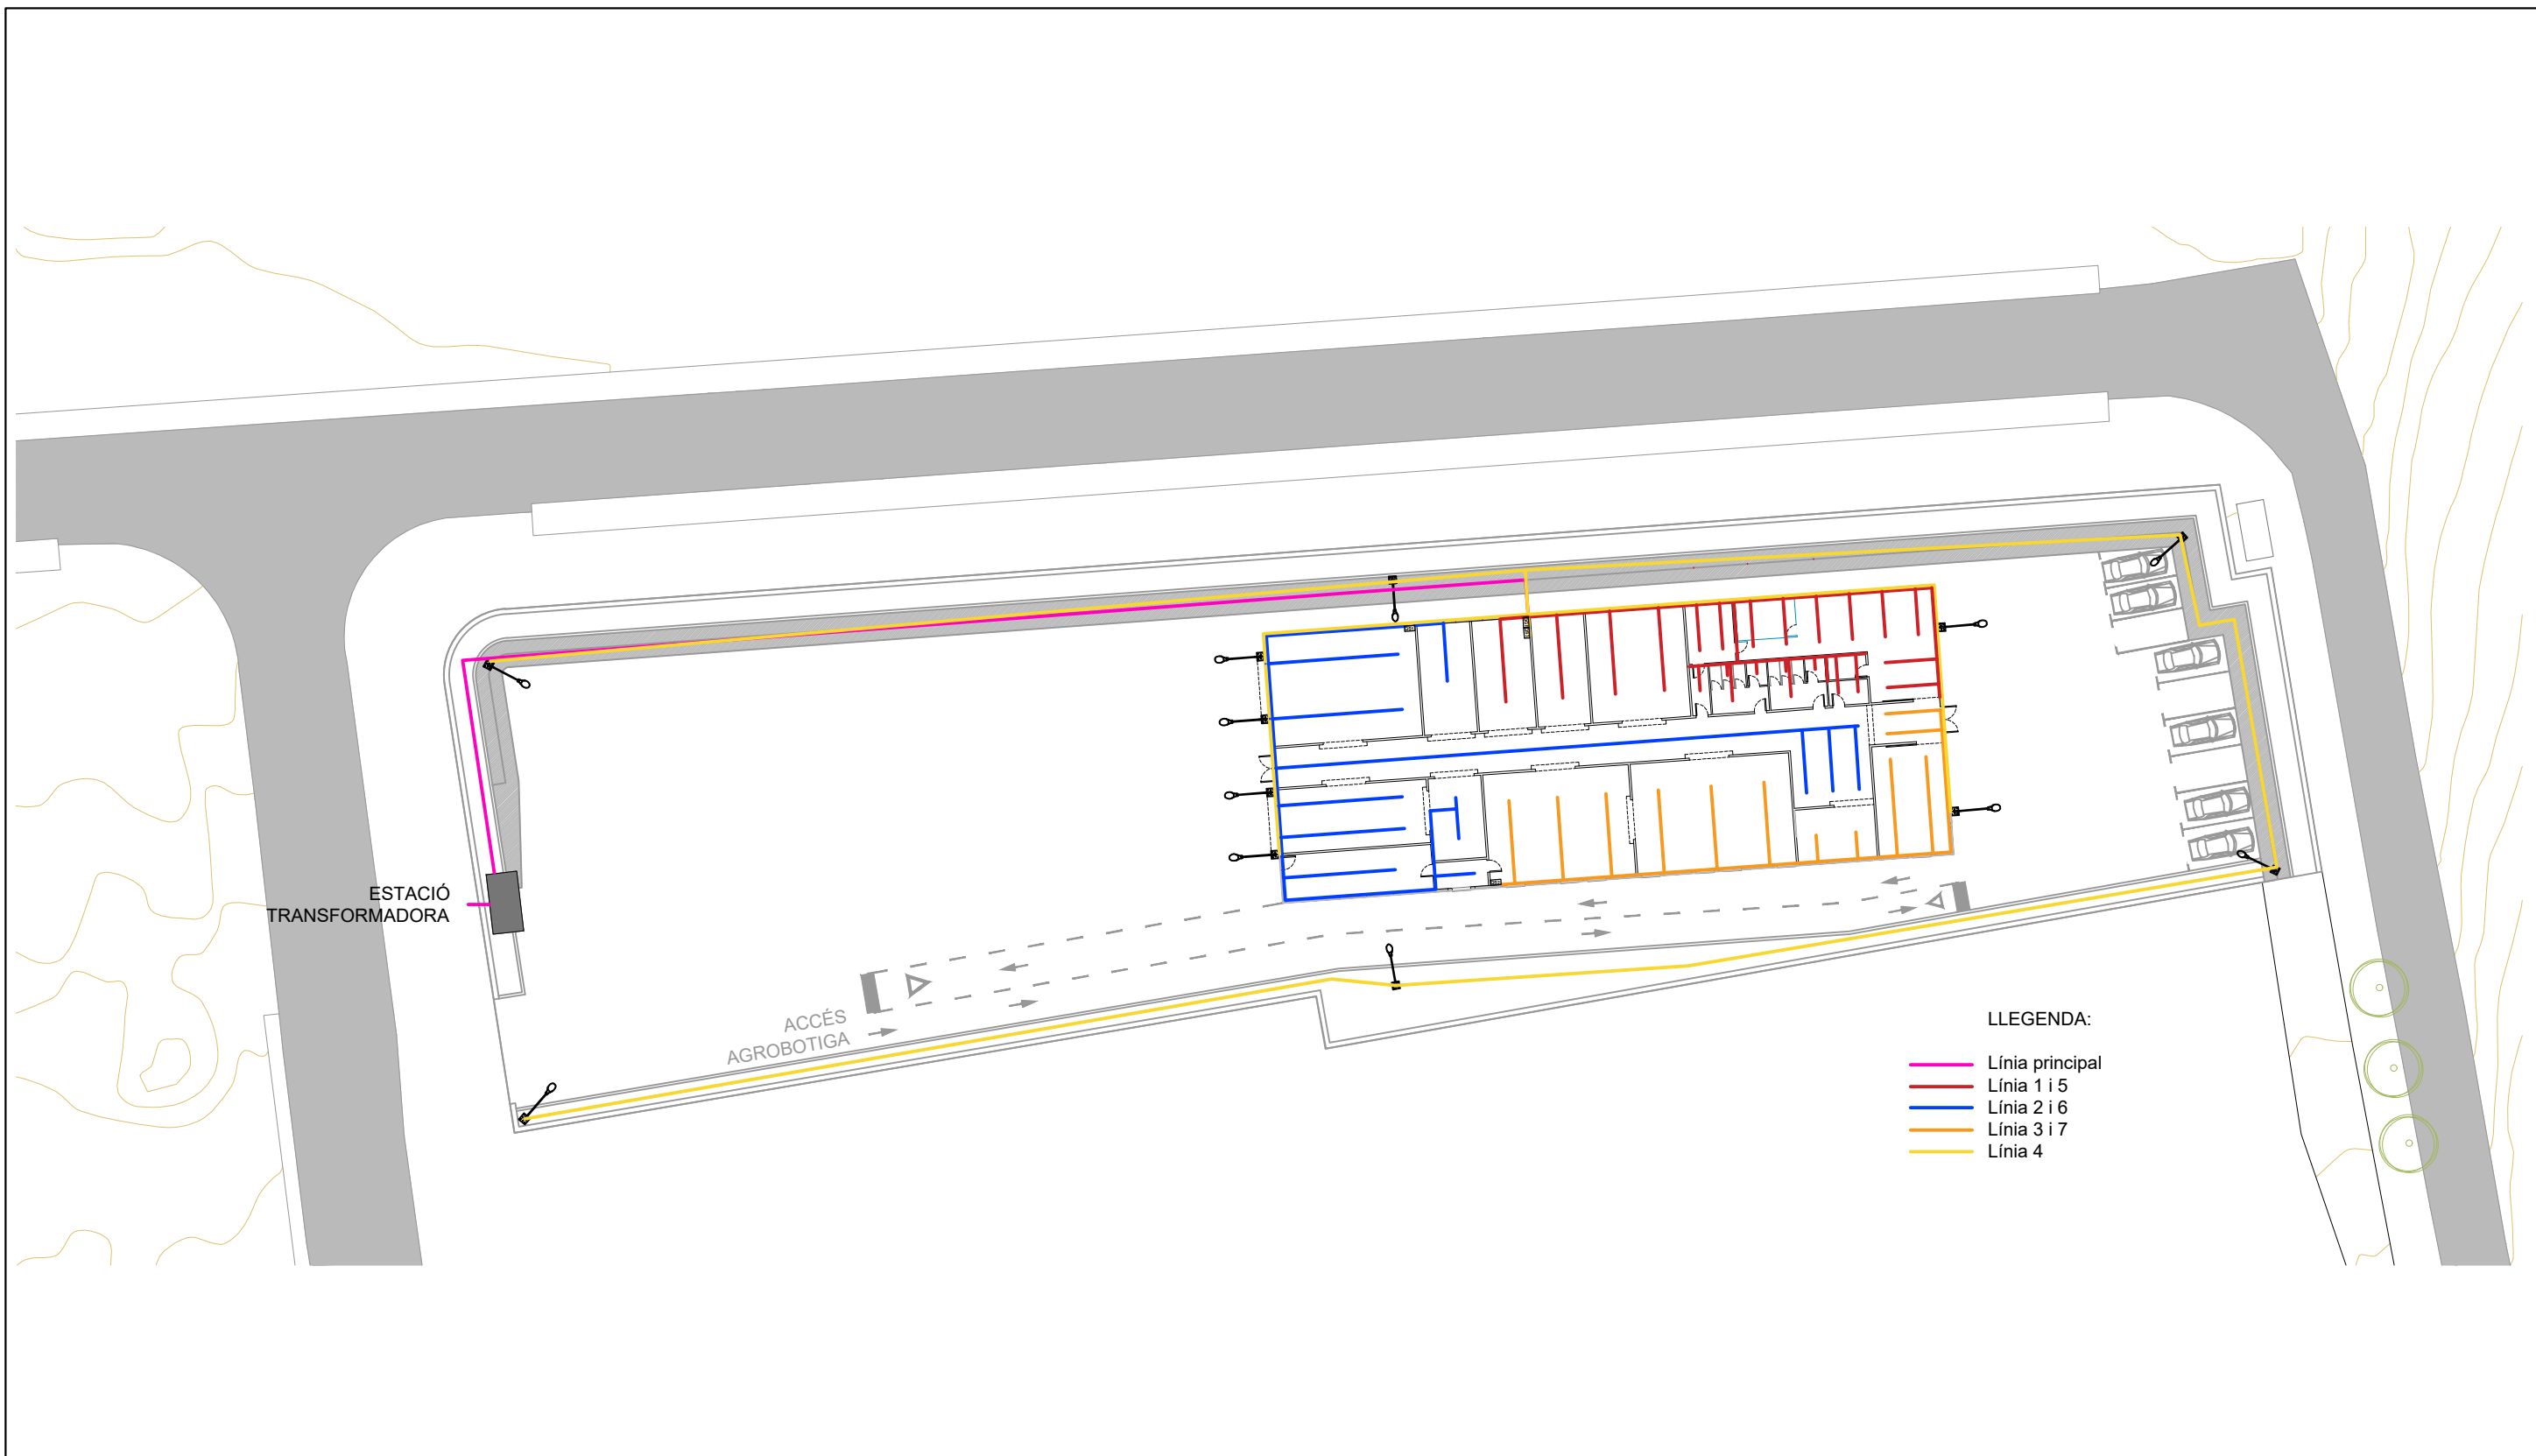 ESTACIÓ
TRANSFORMADORA
ACCÉS
AGROBOTIGA
LLEGENDA:
Línia principal
Línia 1 i 5
Línia 2 i 6
Línia 3 i 7
Línia 4